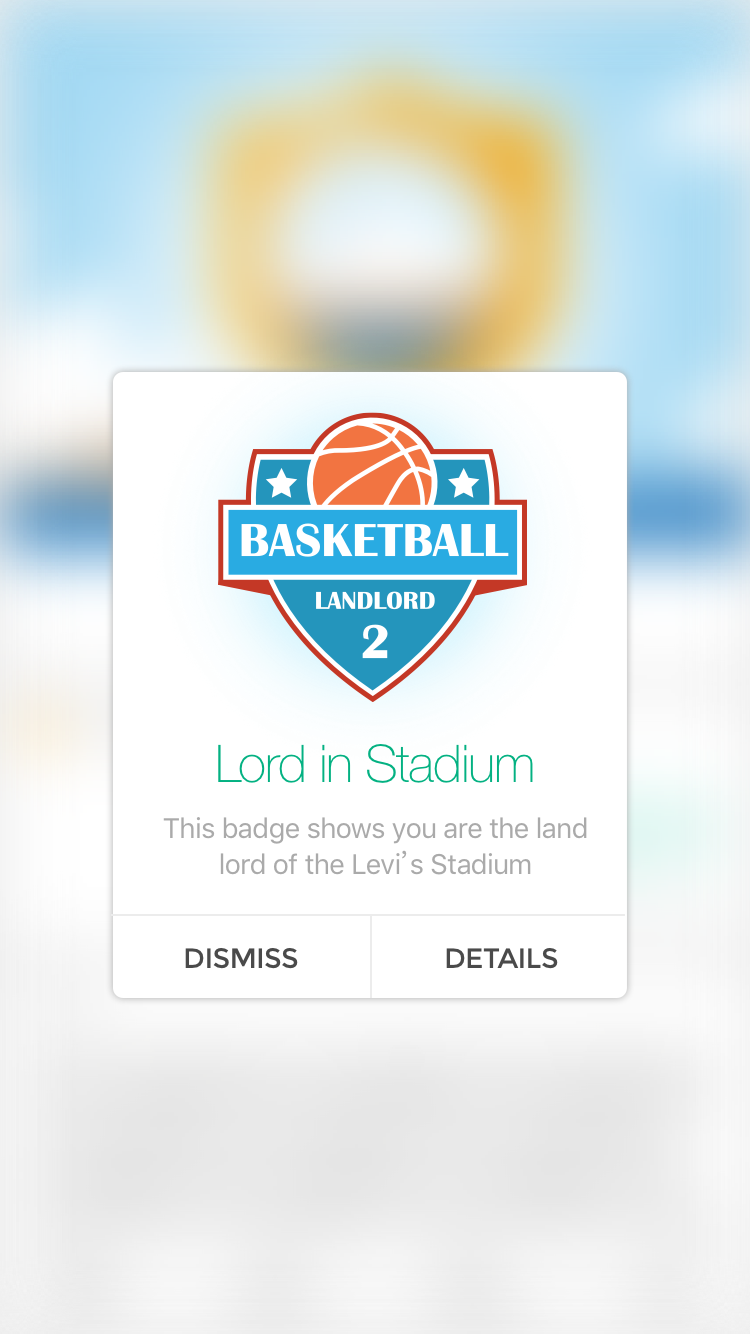 BASKETBALL
LANDLORD
2
Lord in Stadium
This badge shows you are the land
lord of the Levi’s Stadium
DISMISS
DETAILS